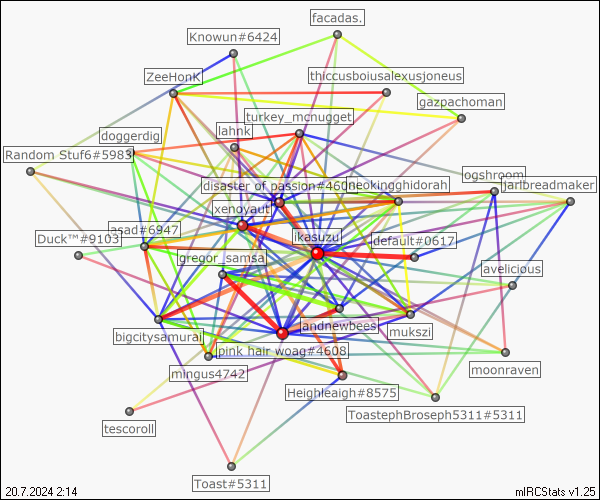 facadas.
Knowun#6424
ZeeHonK
thiccusboiusalexusjoneus
gazpachoman
turkey_mcnugget
lahnk
doggerdig
Random Stuf6#5983
ogshroom
disaster of passion#460
neokingghidorah
jarlbreadmaker
xenoyaut
asad#6947
ikasuzu
Duck™#9103
default#0617
gregor_samsa
avelicious
landnewbees
bigcitysamurai
mukszi
pink hair woag#4608
moonraven
mingus4742
Heighleigh#8575
ToastephBroseph5311#5311
tescoroll
Toast#5311
20.7.2024 2:14
mIRCStats v1.25